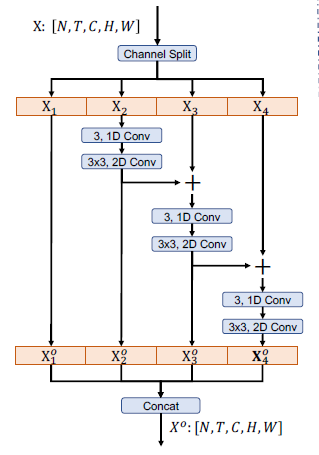 X: [N,T,C,H,W]
Channel Split
X₁ X₂ X₃ X₄
3, 1D Conv
3x3, 2D Conv
+
3, 1D Conv
3x3, 2D Conv
+
3, 1D Conv
3x3, 2D Conv
X₁ᵒ X₂ᵒ X₃ᵒ X₄ᵒ
Concat
Xᵒ: [N,T,C,H,W]